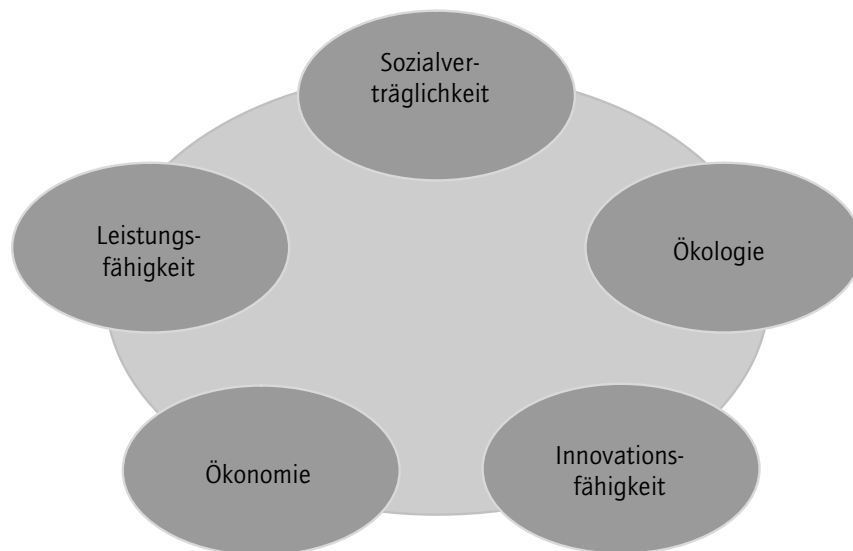 Sozialver-
träglichkeit
Leistungs-
fähigkeit
Ökologie
Ökonomie
Innovations-
fähigkeit